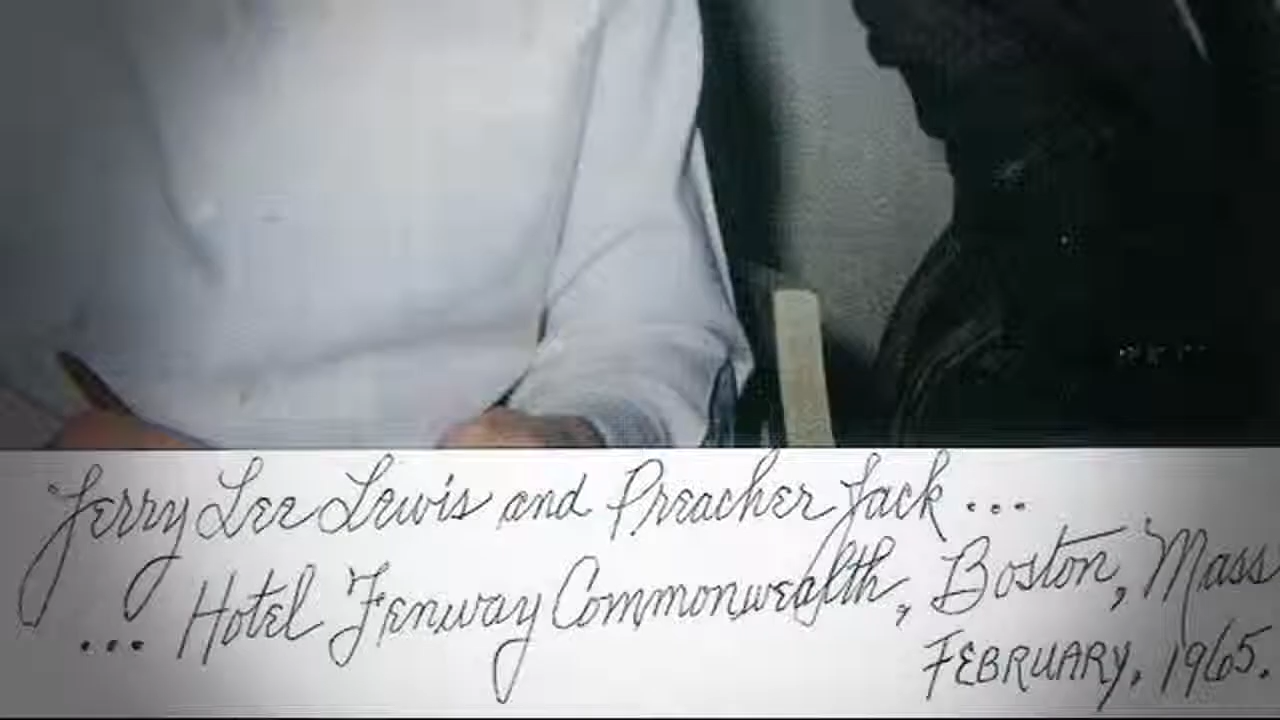 Jerry Lee Lewis and Preacher Jack...
... Hotel Fenway Commonwealth, Boston, Mass
FEBRUARY, 1965.